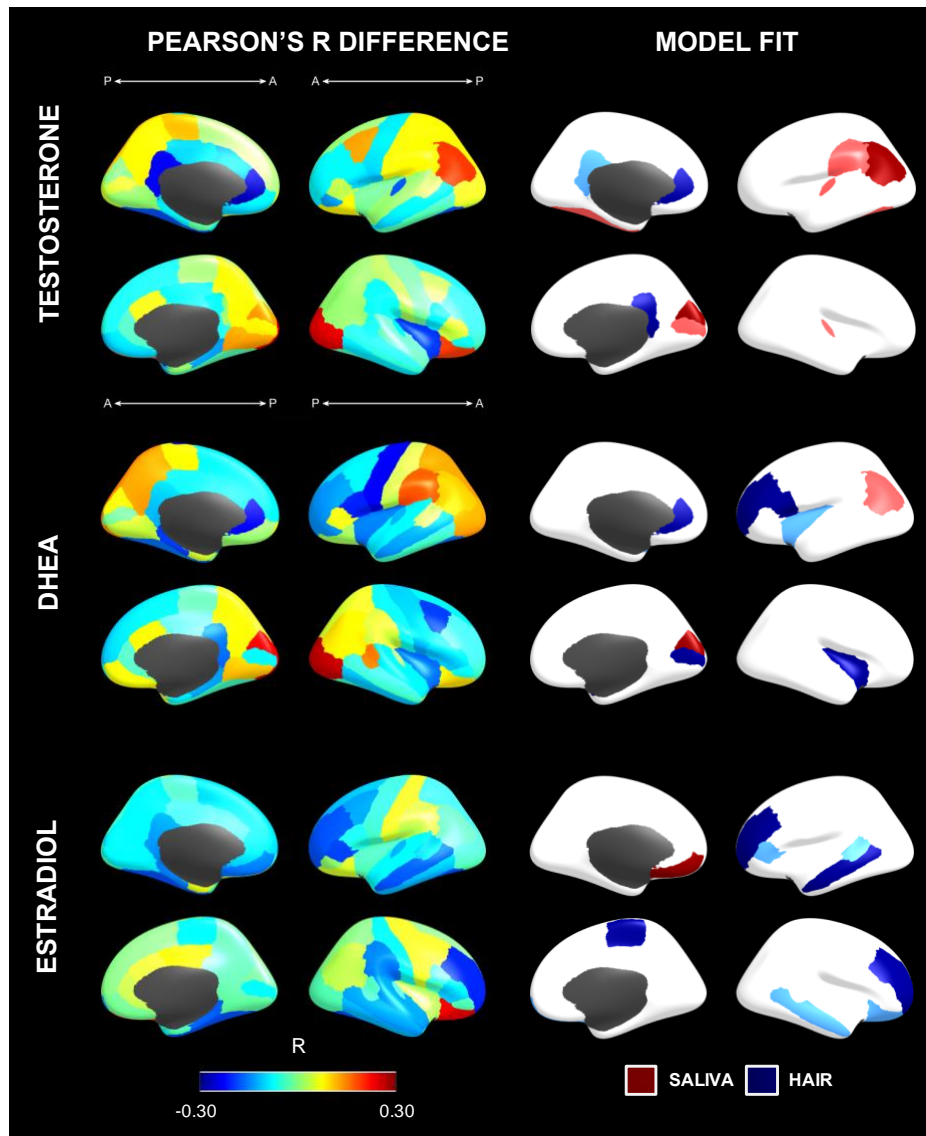 PEARSON'S R DIFFERENCE
MODEL FIT
P A
A P
TESTOSTERONE
A P
P A
DHEA
ESTRADIOL
R
-0.30 0.30
SALIVA
HAIR